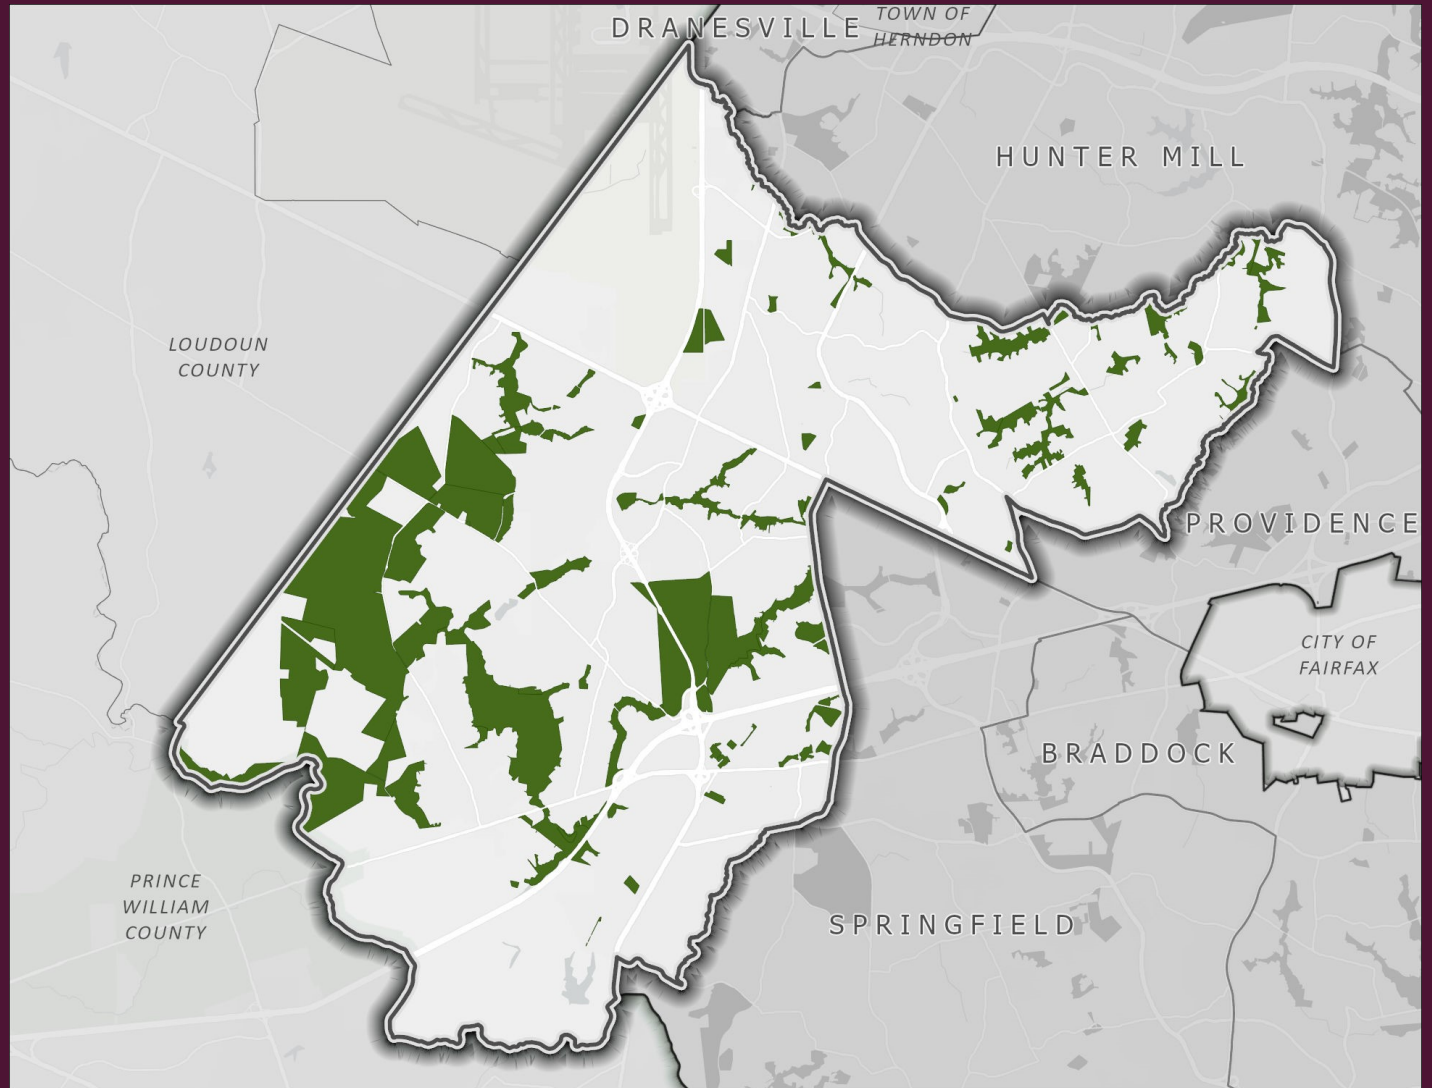 DRANESVILLE
TOWN OF
HERNDON
HUNTER MILL
LOUDOUN
COUNTY
PROVIDENCE
CITY OF
FAIRFAX
BRADDOCK
PRINCE
WILLIAM
COUNTY
SPRINGFIELD